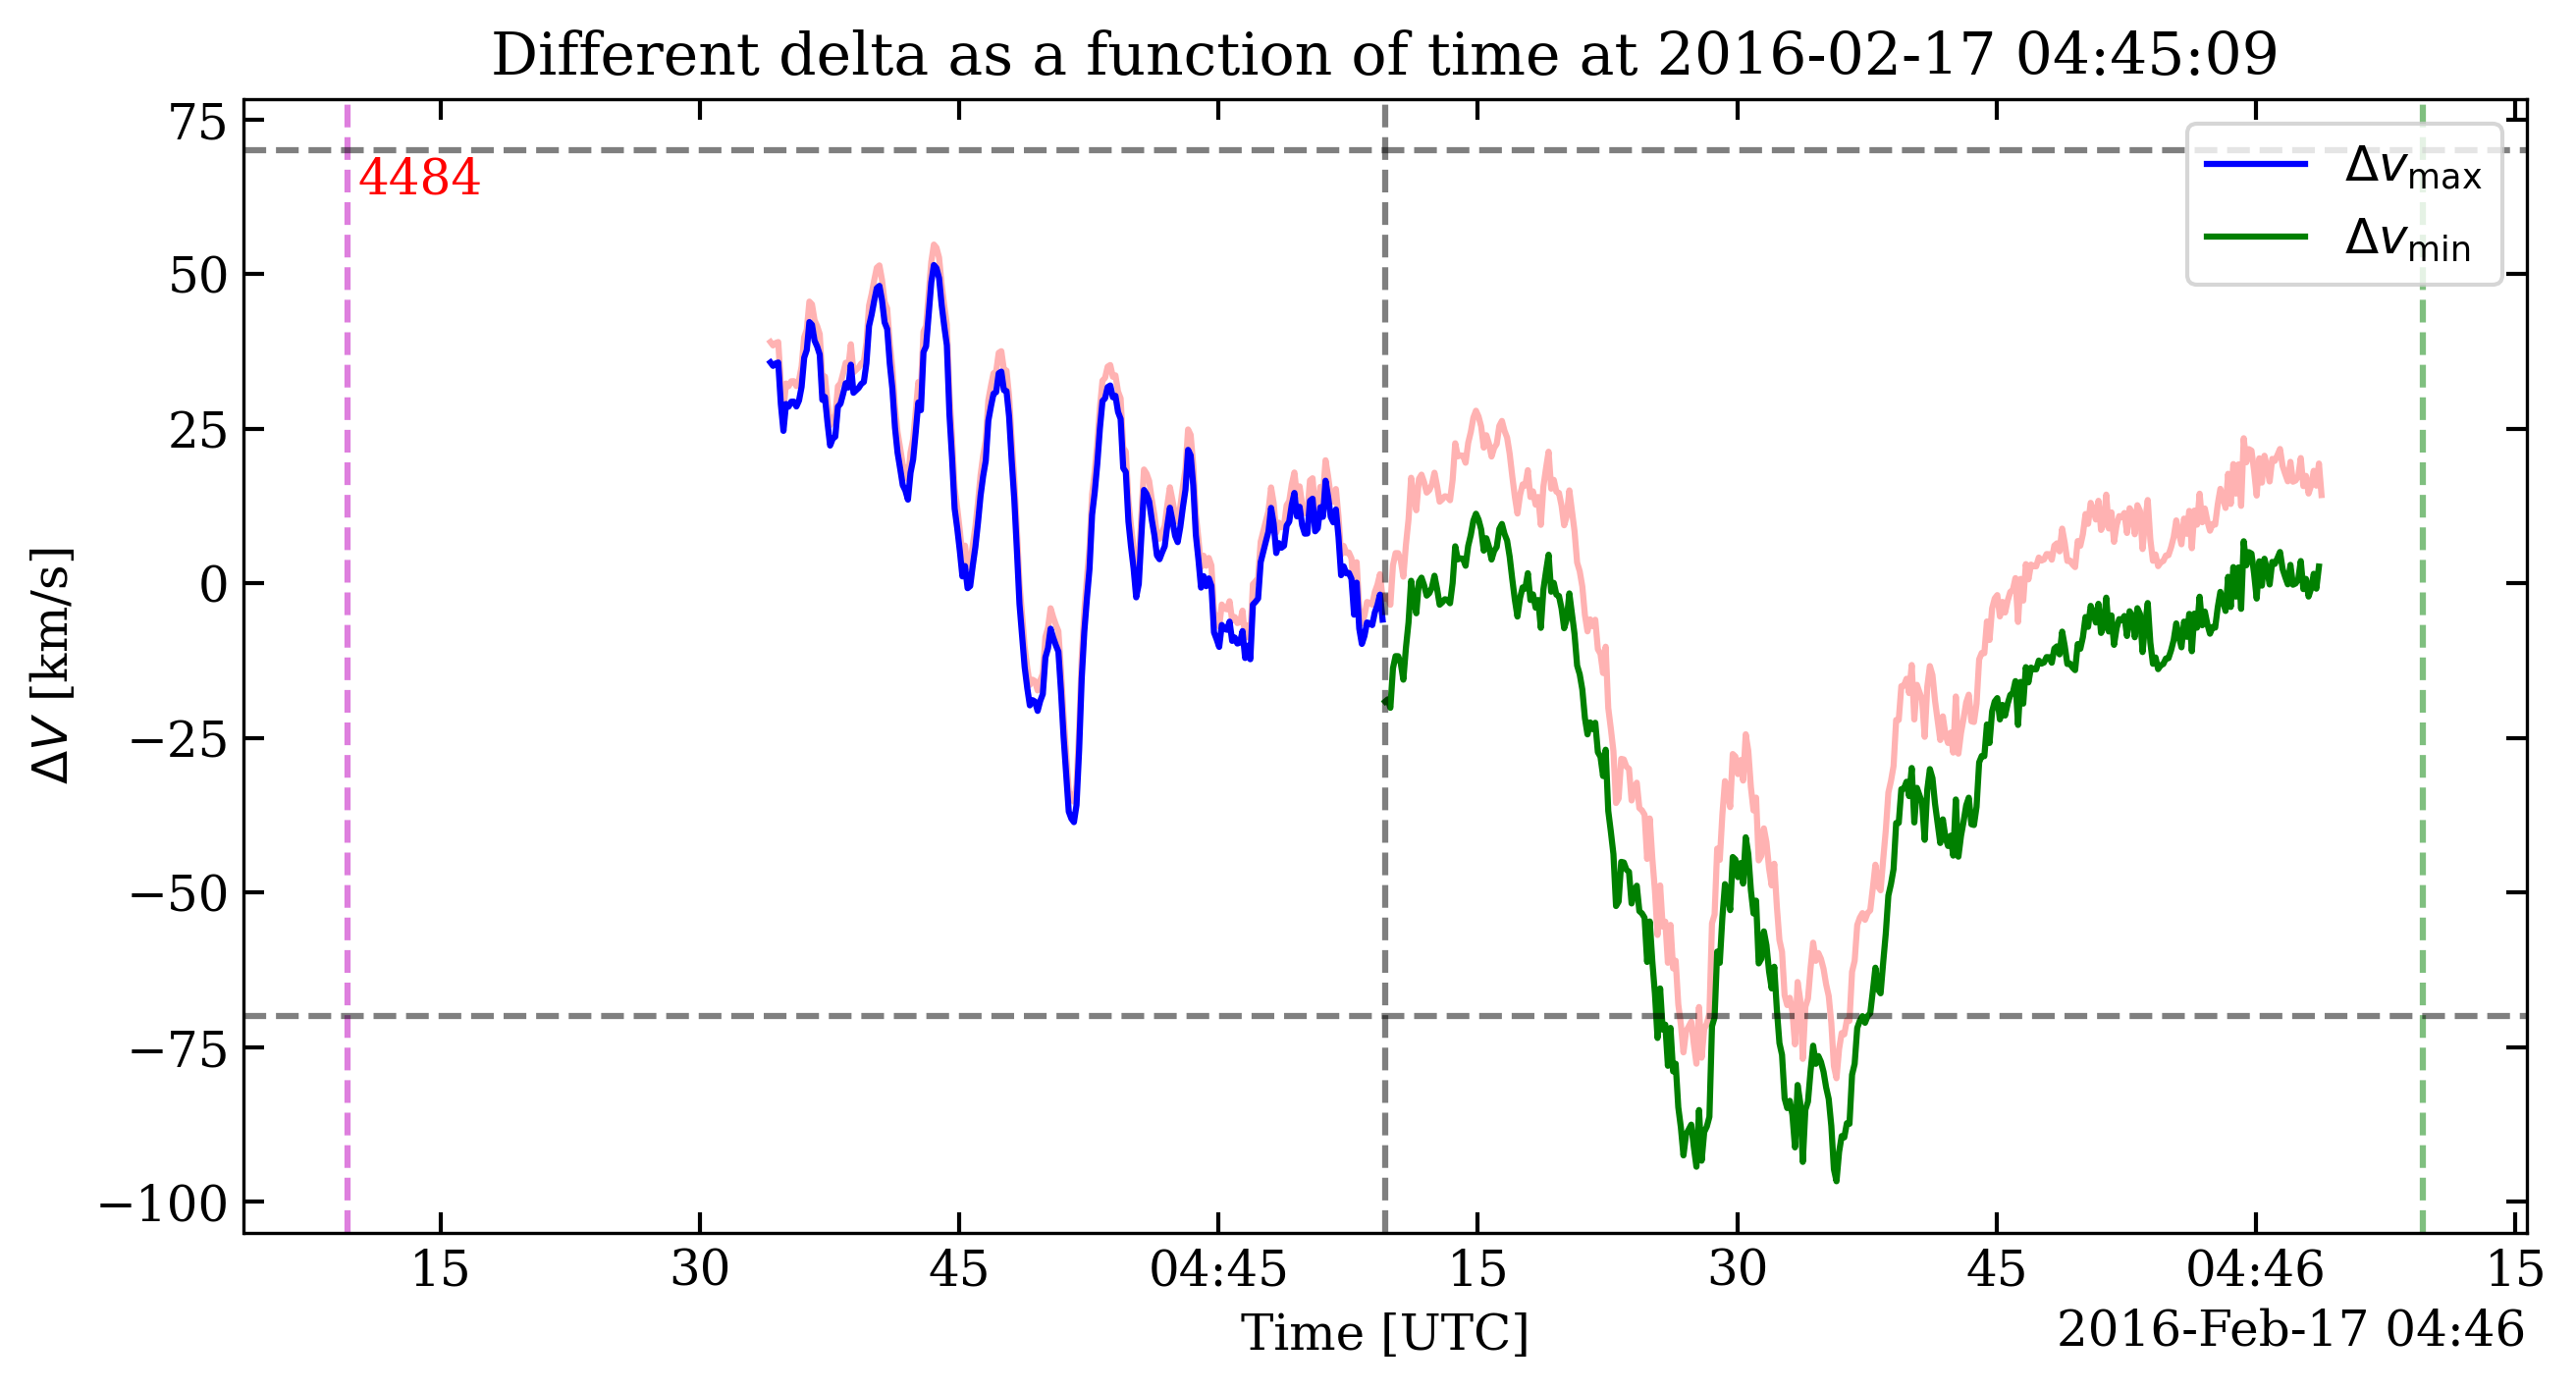 Different delta as a function of time at 2016-02-17 04:45:09
75
50
25
0
−25
−50
−75
−100
ΔV [km/s]
4484
Δv_max
Δv_min
15 30 45 04:45 15 30 45 04:46 15
Time [UTC]
2016-Feb-17 04:46